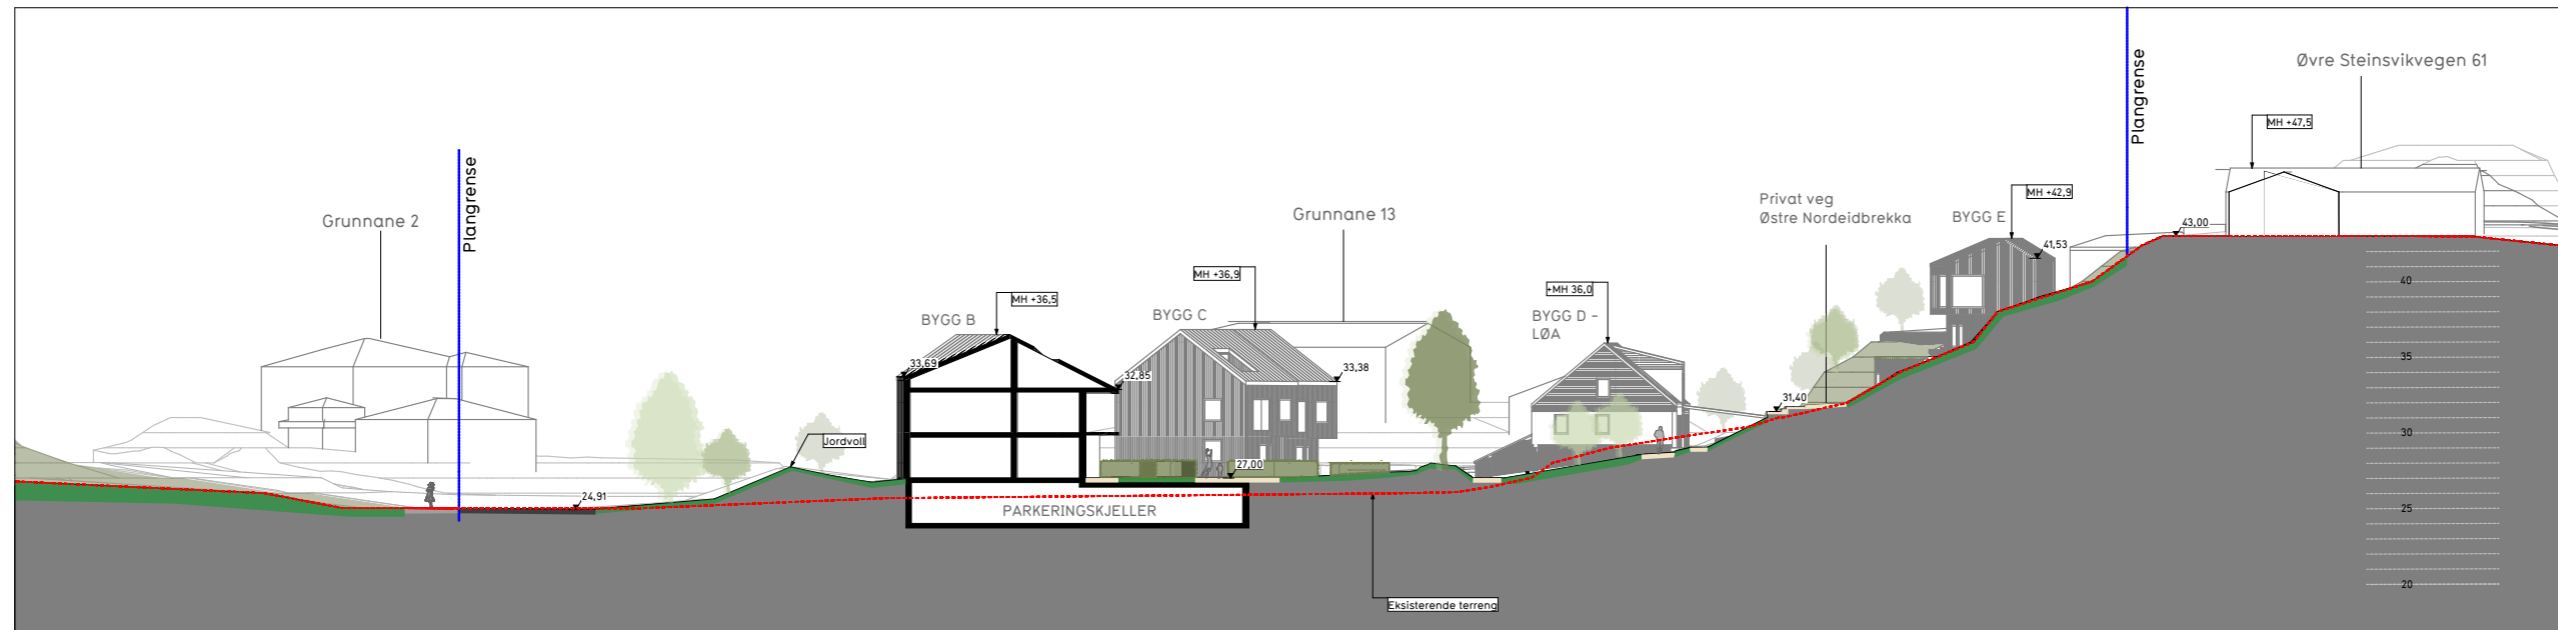 Øvre Steinsvikvegen 61
Plangrense
MH +47,5
Plangrense
Grunnane 2
Grunnane 13
Privat veg
Østre Nordeidbrekka
BYGG E
MH +42,9
43,00
41,53
MH +36,9
MH +36,5
+MH 36,0
BYGG B
BYGG C
BYGG D -
LØA
33,69
32,85
33,38
31,40
Jordvoll
27,00
24,91
PARKERINGSKJELLER
Eksisterende terreng
40
35
30
25
20